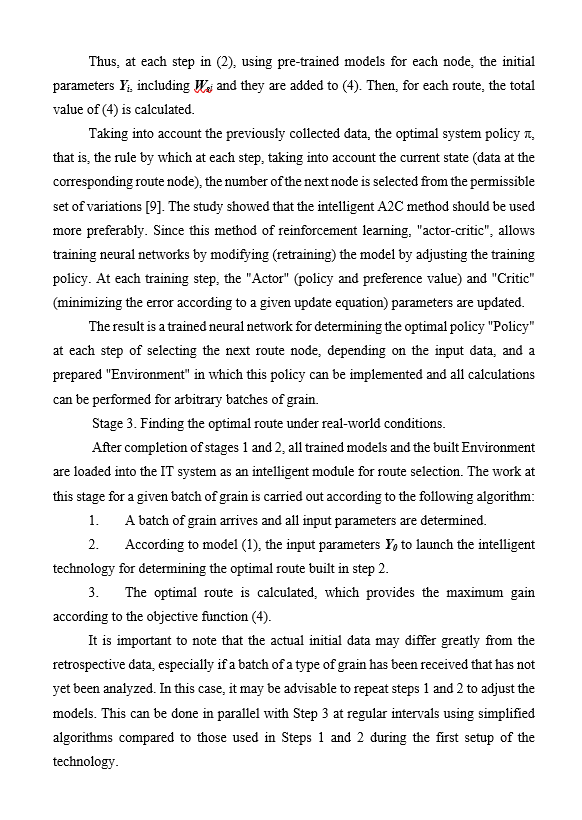 Thus, at each step in (2), using pre-trained models for each node, the initial
parameters Yi, including Wai and they are added to (4). Then, for each route, the total
value of (4) is calculated.
Taking into account the previously collected data, the optimal system policy π,
that is, the rule by which at each step, taking into account the current state (data at the
corresponding route node), the number of the next node is selected from the permissible
set of variations [9]. The study showed that the intelligent A2C method should be used
more preferably. Since this method of reinforcement learning, "actor-critic", allows
training neural networks by modifying (retraining) the model by adjusting the training
policy. At each training step, the "Actor" (policy and preference value) and "Critic"
(minimizing the error according to a given update equation) parameters are updated.
The result is a trained neural network for determining the optimal policy "Policy"
at each step of selecting the next route node, depending on the input data, and a
prepared "Environment" in which this policy can be implemented and all calculations
can be performed for arbitrary batches of grain.
Stage 3. Finding the optimal route under real-world conditions.
After completion of stages 1 and 2, all trained models and the built Environment
are loaded into the IT system as an intelligent module for route selection. The work at
this stage for a given batch of grain is carried out according to the following algorithm:
1. A batch of grain arrives and all input parameters are determined.
2. According to model (1), the input parameters Y0 to launch the intelligent
technology for determining the optimal route built in step 2.
3. The optimal route is calculated, which provides the maximum gain
according to the objective function (4).
It is important to note that the actual initial data may differ greatly from the
retrospective data, especially if a batch of a type of grain has been received that has not
yet been analyzed. In this case, it may be advisable to repeat steps 1 and 2 to adjust the
models. This can be done in parallel with Step 3 at regular intervals using simplified
algorithms compared to those used in Steps 1 and 2 during the first setup of the
technology.